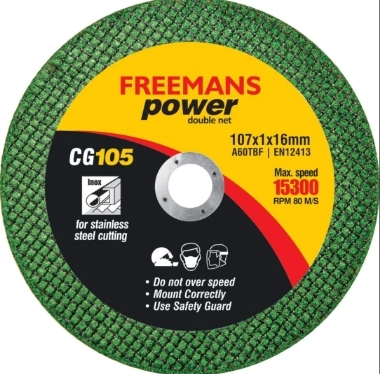 FREEMANS
power
double net
107x1x16mm
A60TBF | EN12413
CG105
Max. speed
15300
RPM 80 M/S
Inox
for stainless
steel cutting
• Do not over speed
• Mount Correctly
• Use Safety Guard